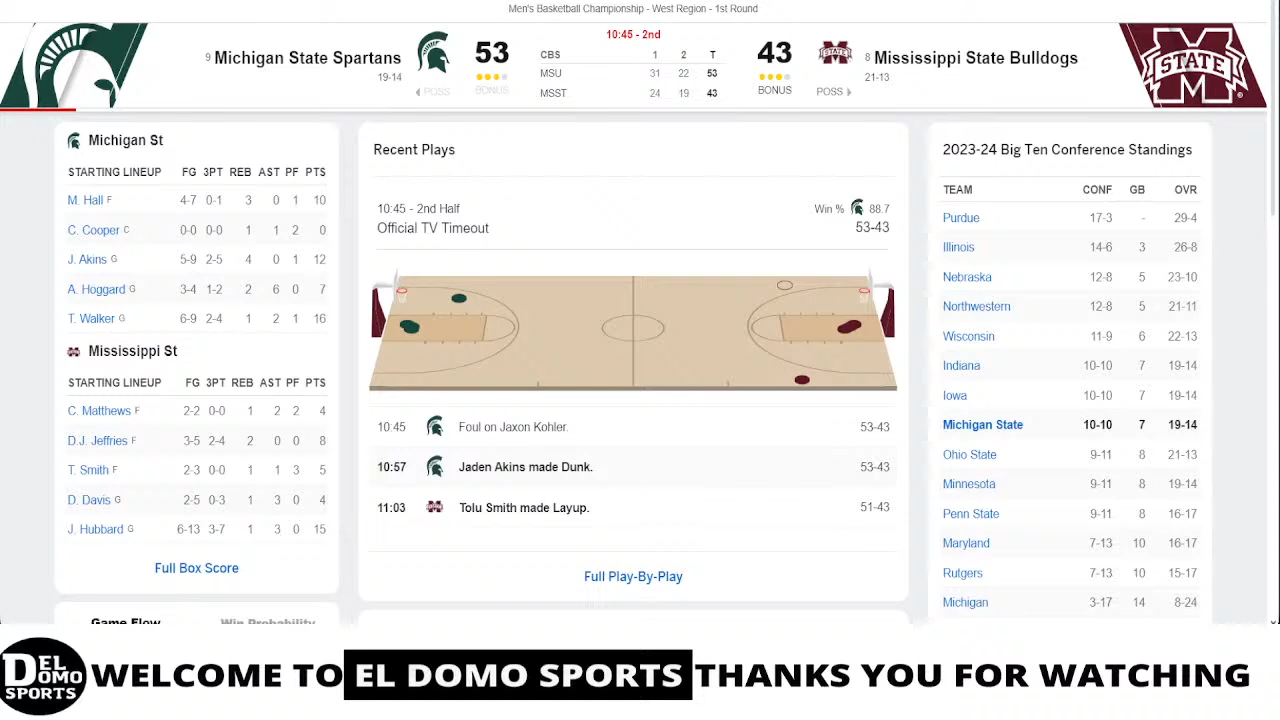 Men's Basketball Championship - West Region - 1st Round
9 Michigan State Spartans
19-14
POSS
53
BONUS
10:45 - 2nd
CBS 1 2 T
MSU 31 22 53
MSST 24 19 43
43
BONUS
STATE
POSS
8 Mississippi State Bulldogs
21-13
STATE
Michigan St
STARTING LINEUP FG 3PT REB AST PF PTS
M. Hall F 4-7 0-1 3 0 1 10
C. Cooper C 0-0 0-0 1 1 2 0
J. Akins G 5-9 2-5 4 0 1 12
A. Hoggard G 3-4 1-2 2 6 0 7
T. Walker G 6-9 2-4 1 2 1 16
Mississippi St
STARTING LINEUP FG 3PT REB AST PF PTS
C. Matthews F 2-2 0-0 1 2 2 4
D.J. Jeffries F 3-5 2-4 2 0 0 8
T. Smith F 2-3 0-0 1 1 3 5
D. Davis G 2-5 0-3 1 3 0 4
J. Hubbard G 6-13 3-7 1 3 0 15
Full Box Score
Game Flow Win Probability
Recent Plays
10:45 - 2nd Half Win % 88.7
Official TV Timeout 53-43
10:45 Foul on Jaxon Kohler. 53-43
10:57 Jaden Akins made Dunk. 53-43
11:03 Tolu Smith made Layup. 51-43
Full Play-By-Play
2023-24 Big Ten Conference Standings
TEAM CONF GB OVR
Purdue 17-3 - 29-4
Illinois 14-6 3 26-8
Nebraska 12-8 5 23-10
Northwestern 12-8 5 21-11
Wisconsin 11-9 6 22-13
Indiana 10-10 7 19-14
Iowa 10-10 7 19-14
Michigan State 10-10 7 19-14
Ohio State 9-11 8 21-13
Minnesota 9-11 8 19-14
Penn State 9-11 8 16-17
Maryland 7-13 10 16-17
Rutgers 7-13 10 15-17
Michigan 3-17 14 8-24
DEL DOMO SPORTS
WELCOME TO EL DOMO SPORTS THANKS YOU FOR WATCHING